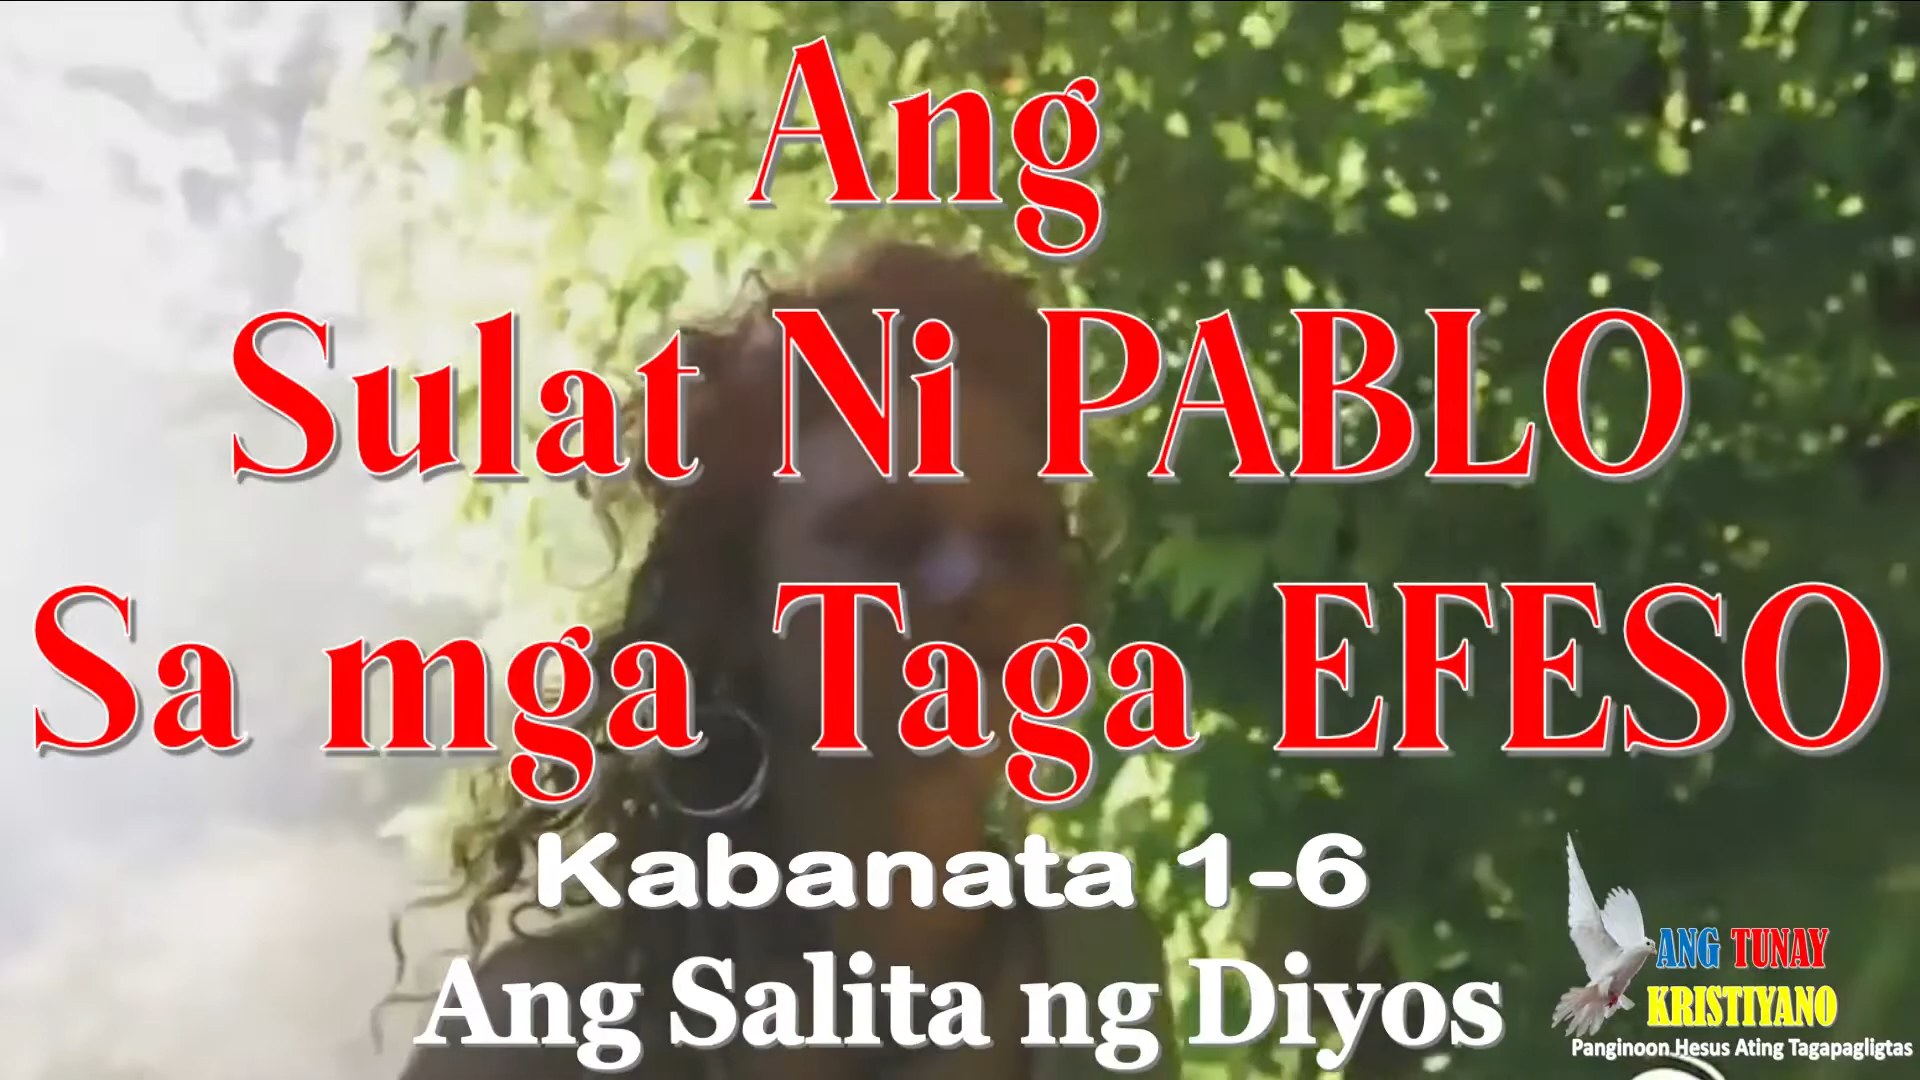 Ang
Sulat Ni PABLO
Sa mga Taga EFESO
Kabanata 1-6
Ang Salita ng Diyos
ANG TUNAY
KRISTIYANO
Panginoon Hesus Ating Tagapagligtas